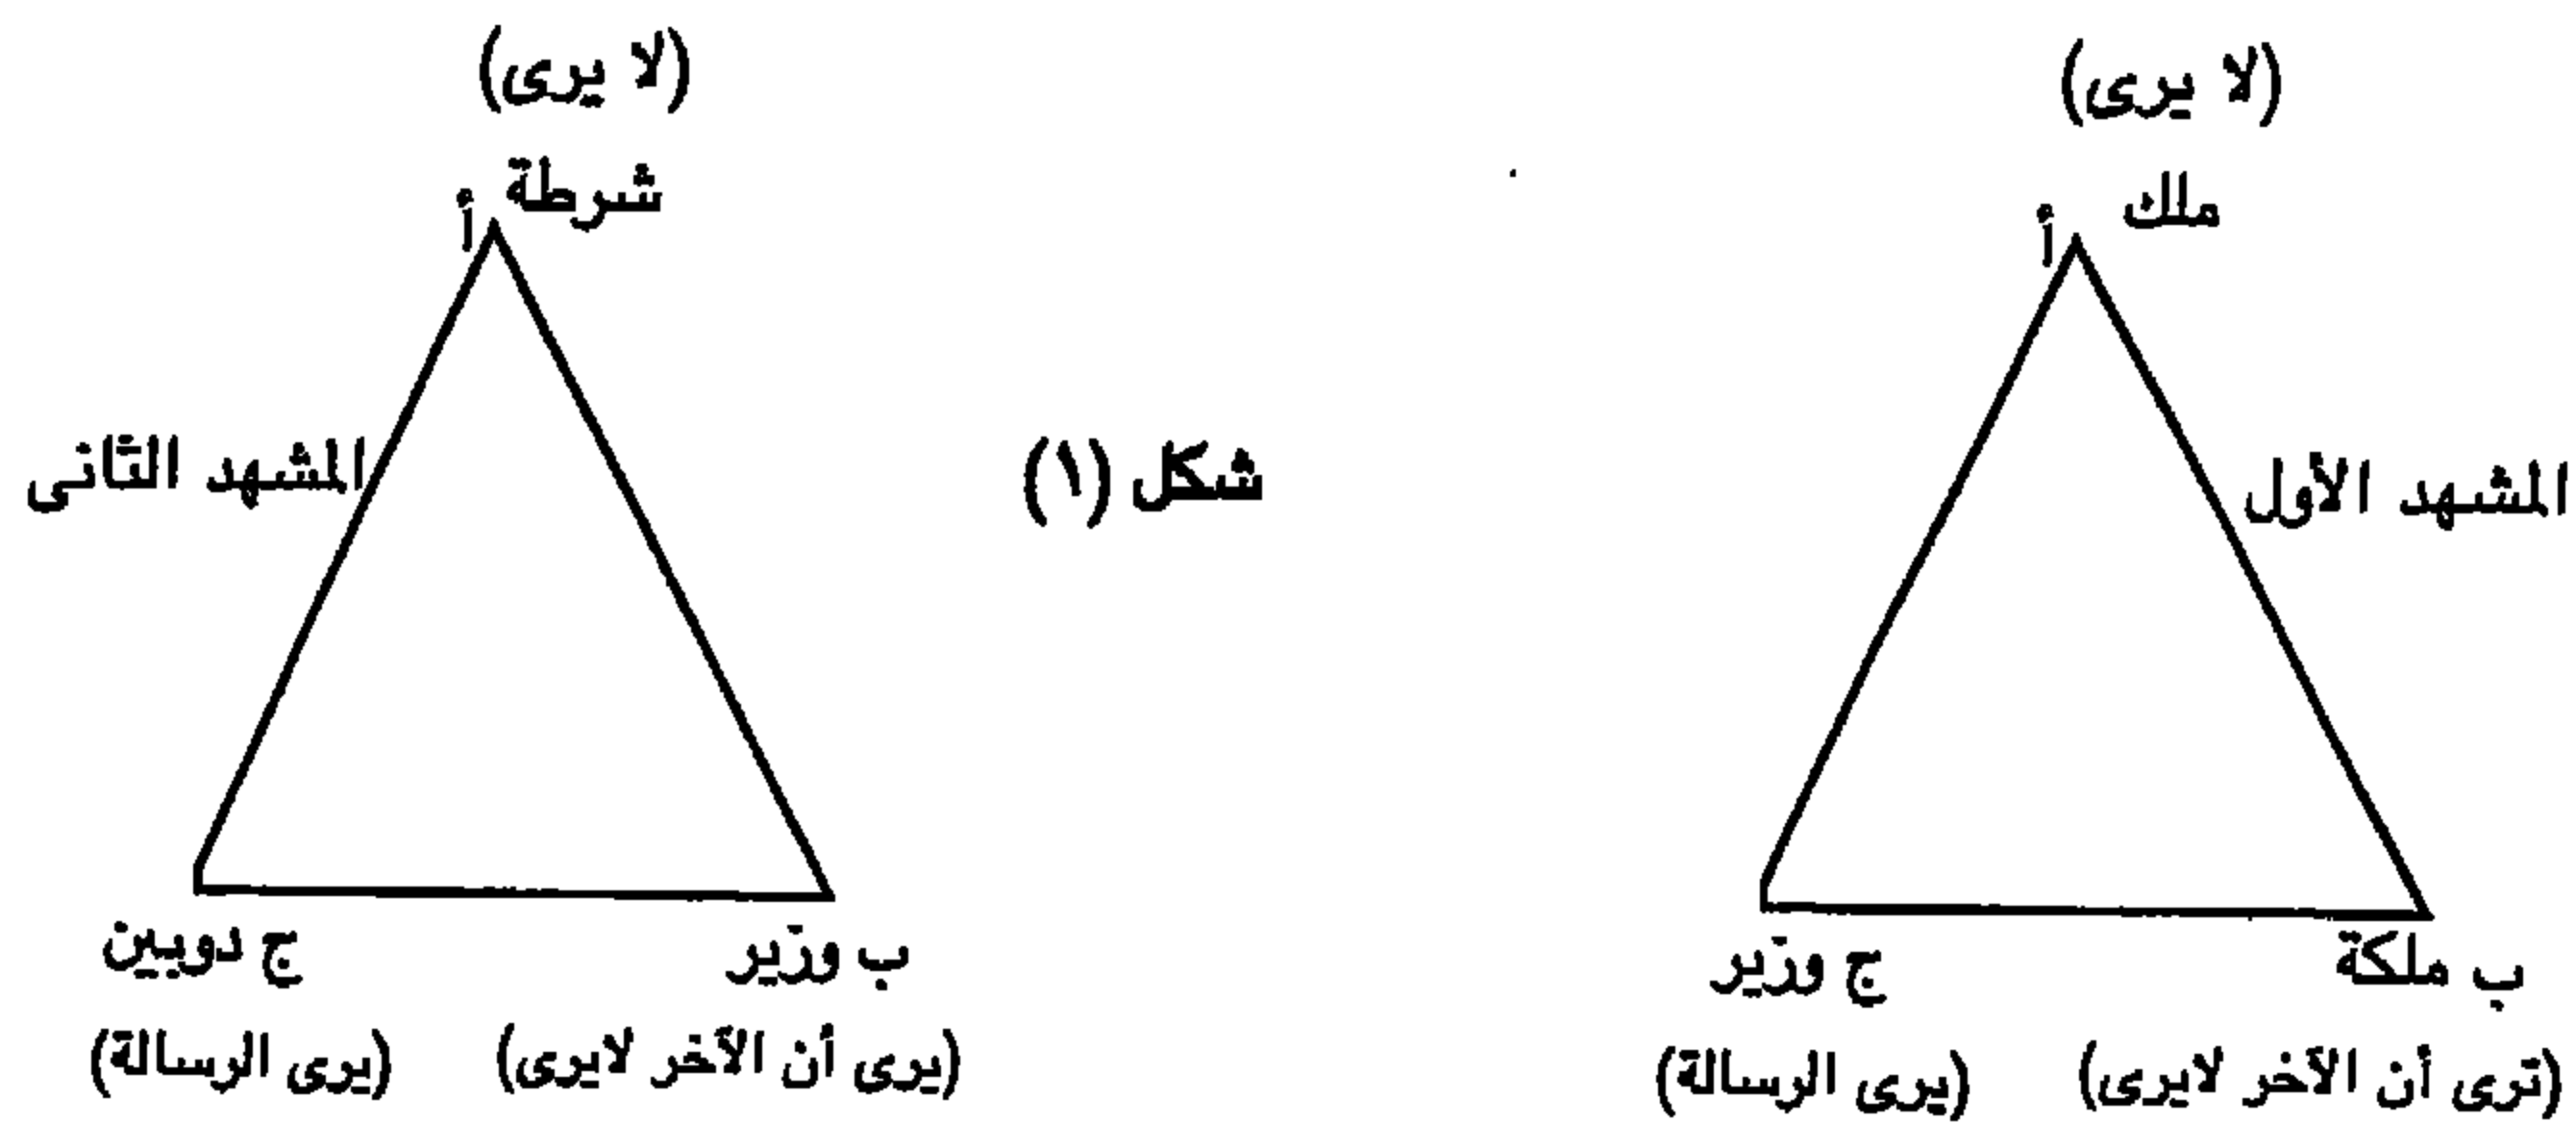 (لا يرى)
ملك
أ
المشهد الأول
ب ملكة
(ترى أن الآخر لايرى)
ج وزير
(يرى الرسالة)
شكل (١)
(لا يرى)
شرطة
أ
المشهد الثانى
ب وزير
(يرى أن الآخر لايرى)
ج دوبين
(يرى الرسالة)